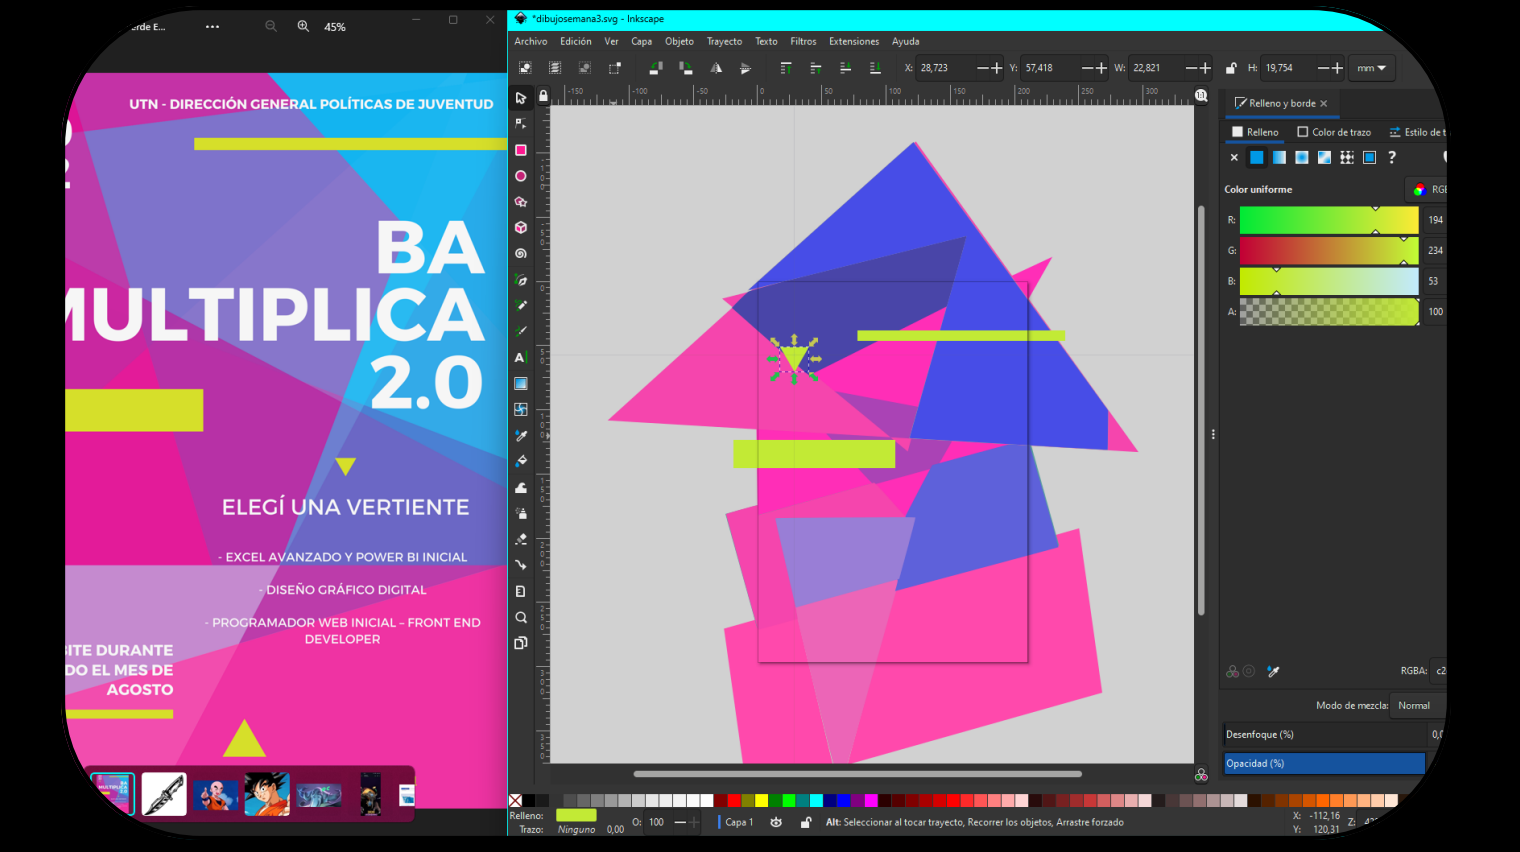 erde E...
45%
UTN - DIRECCIÓN GENERAL POLÍTICAS DE JUVENTUD
BA
MULTIPLICA
2.0
ELEGÍ UNA VERTIENTE
- EXCEL AVANZADO Y POWER BI INICIAL
- DISEÑO GRÁFICO DIGITAL
- PROGRAMADOR WEB INICIAL – FRONT END
DEVELOPER
ITE DURANTE
DO EL MES DE
AGOSTO
*dibujosemana3.svg - Inkscape
Archivo Edición Ver Capa Objeto Trayecto Texto Filtros Extensiones Ayuda
X: 28,723 Y: 57,418 W: 22,821 H: 19,754 mm
-150 -100 -50 0 50 100 150 200 250 300
Relleno y borde
Relleno Color de trazo Estilo de t
Color uniforme RGB
R: 194
G: 234
B: 53
A: 100
RGBA: c2
Modo de mezcla: Normal
Desenfoque (%) 0,0
Opacidad (%)
Relleno:
Trazo: Ninguno 0,00 O: 100 Capa 1 Alt: Seleccionar al tocar trayecto, Recorrer los objetos, Arrastre forzado
X: -112,16
Y: 120,31 Z: